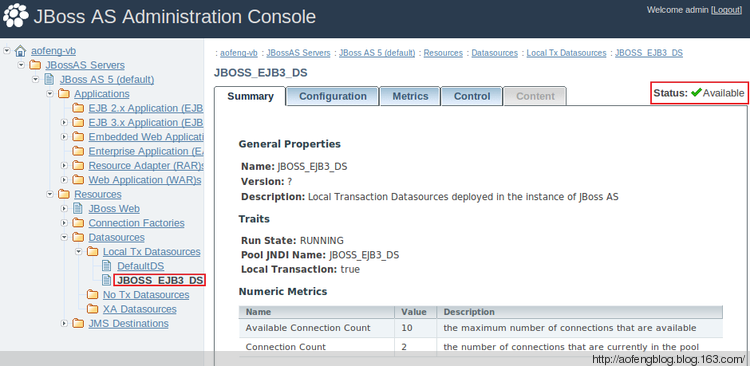 JBoss AS Administration Console
Welcome admin [Logout]
aofeng-vb
JBossAS Servers
JBoss AS 5 (default)
Applications
EJB 2.x Application (EJB
EJB 3.x Application (EJB
Embedded Web Applicati
Enterprise Application (EA
Resource Adapter (RAR)s
Web Application (WAR)s
Resources
JBoss Web
Connection Factories
Datasources
Local Tx Datasources
DefaultDS
JBOSS_EJB3_DS
No Tx Datasources
XA Datasources
JMS Destinations
: aofeng-vb : JBossAS Servers : JBoss AS 5 (default) : Resources : Datasources : Local Tx Datasources : JBOSS_EJB3_DS
JBOSS_EJB3_DS
Summary Configuration Metrics Control Content
Status: Available
General Properties
Name: JBOSS_EJB3_DS
Version: ?
Description: Local Transaction Datasources deployed in the instance of JBoss AS
Traits
Run State: RUNNING
Pool JNDI Name: JBOSS_EJB3_DS
Local Transaction: true
Numeric Metrics
Name Value Description
Available Connection Count 10 the maximum number of connections that are available
Connection Count 2 the number of connections that are currently in the pool
http://aofengblog.blog.163.com/